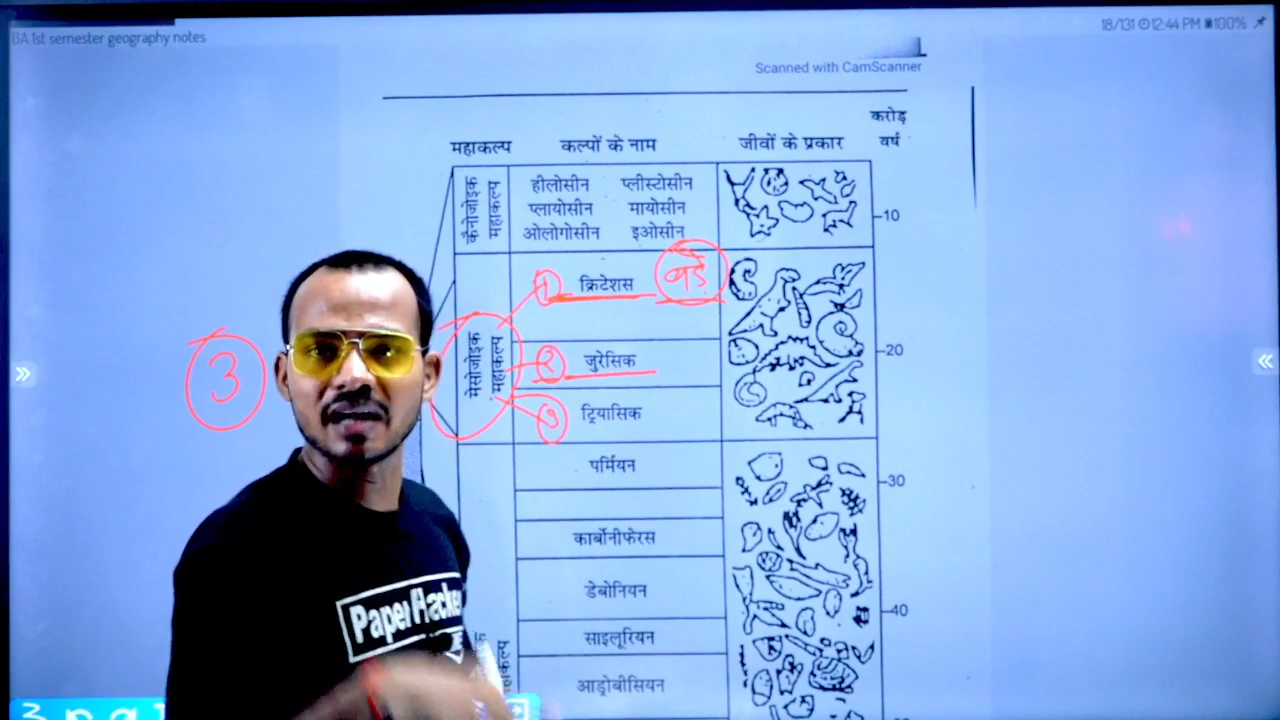 BA 1st semester geography notes
18/131 12:44 PM 100%
Scanned with CamScanner
करोड़
महाकल्प कल्पों के नाम जीवों के प्रकार वर्ष
कैनोजोइक महाकल्प
हीलोसीन प्लीस्टोसीन
प्लायोसीन मायोसीन
ओलोगोसीन इओसीन
10
मेसोजोइक महाकल्प
1 क्रिटेशस
20
2 जुरेसिक
3
3 ट्रियासिक
पर्मियन
30
कार्बोनीफेरस
डेबोनियन
40
साइलूरियन
आड्रोबीसियन
Paper Hacker